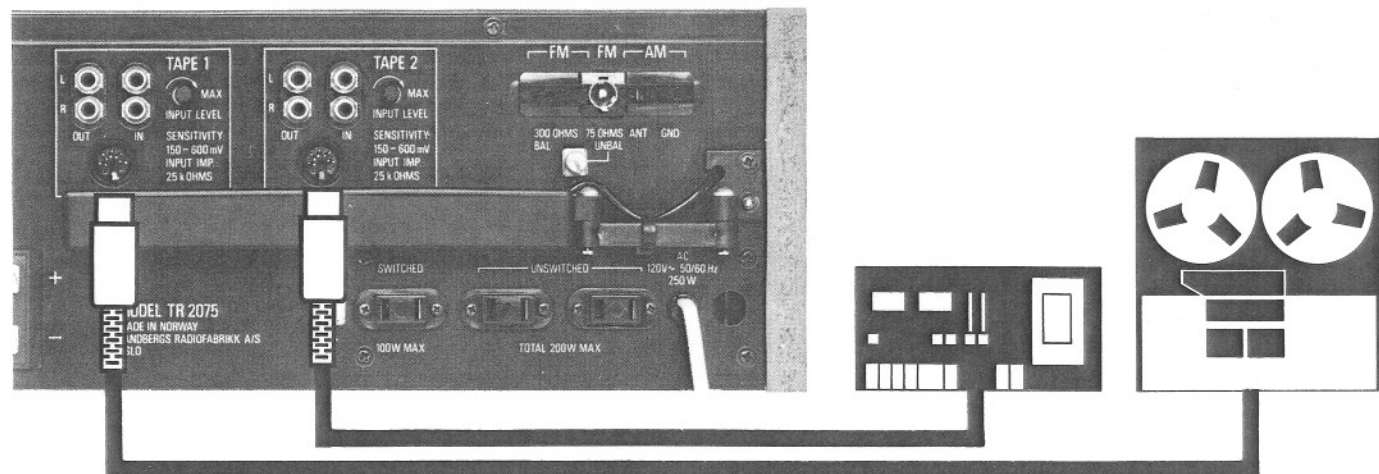 TAPE 1
L
R
MAX
INPUT LEVEL
OUT IN
SENSITIVITY
150–600 mV
INPUT IMP.
25 k OHMS
TAPE 2
L
R
MAX
INPUT LEVEL
OUT IN
SENSITIVITY
150–600 mV
INPUT IMP.
25 k OHMS
FM FM AM
300 OHMS 75 OHMS ANT GND
BAL UNBAL
AC
120V~ 50/60 Hz
250 W
SWITCHED UNSWITCHED
100W MAX TOTAL 200W MAX
+
–
ODEL TR 2075
ADE IN NORWAY
ANDBERGS RADIOFABRIKK A/S
SLO